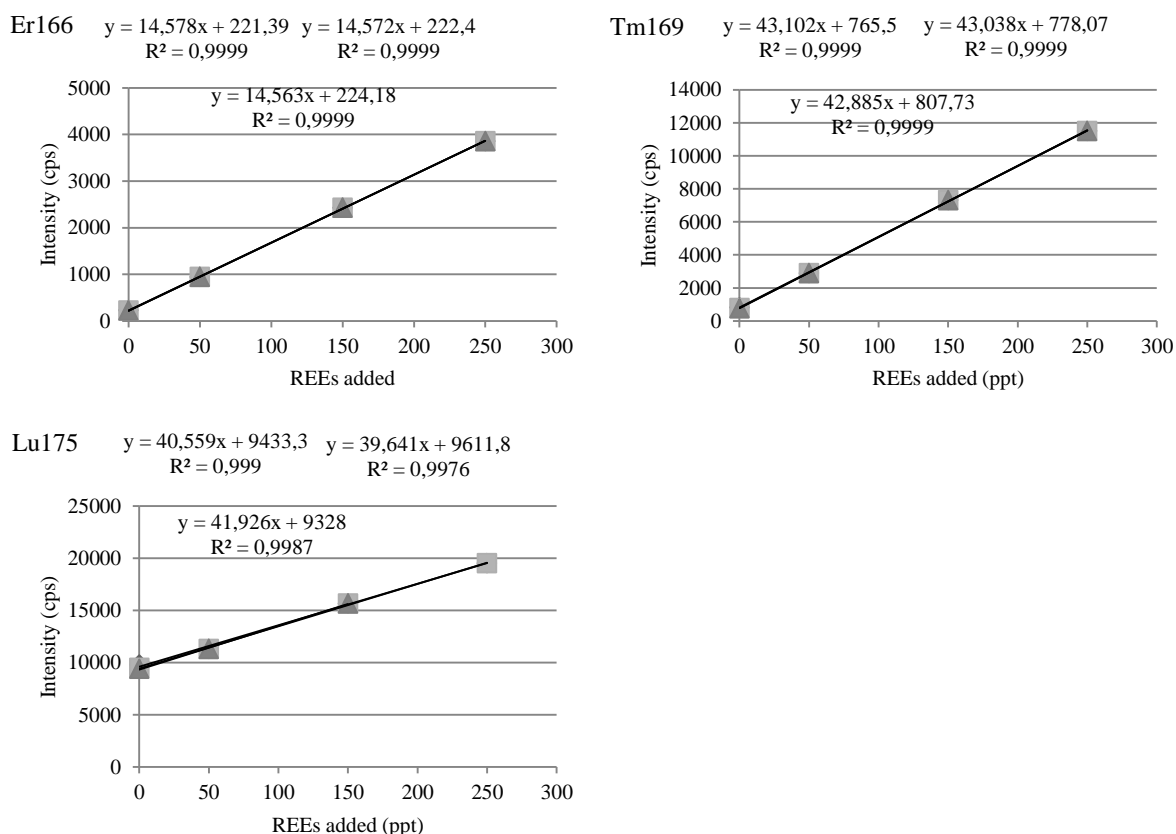 Er166
y = 14,578x + 221,39
R² = 0,9999
y = 14,572x + 222,4
R² = 0,9999
y = 14,563x + 224,18
R² = 0,9999
Intensity (cps)
5000
4000
3000
2000
1000
0
0 50 100 150 200 250 300
REEs added
Tm169
y = 43,102x + 765,5
R² = 0,9999
y = 43,038x + 778,07
R² = 0,9999
y = 42,885x + 807,73
R² = 0,9999
Intensity (cps)
14000
12000
10000
8000
6000
4000
2000
0
0 50 100 150 200 250 300
REEs added (ppt)
Lu175
y = 40,559x + 9433,3
R² = 0,999
y = 39,641x + 9611,8
R² = 0,9976
y = 41,926x + 9328
R² = 0,9987
Intensity (cps)
25000
20000
15000
10000
5000
0
0 50 100 150 200 250 300
REEs added (ppt)